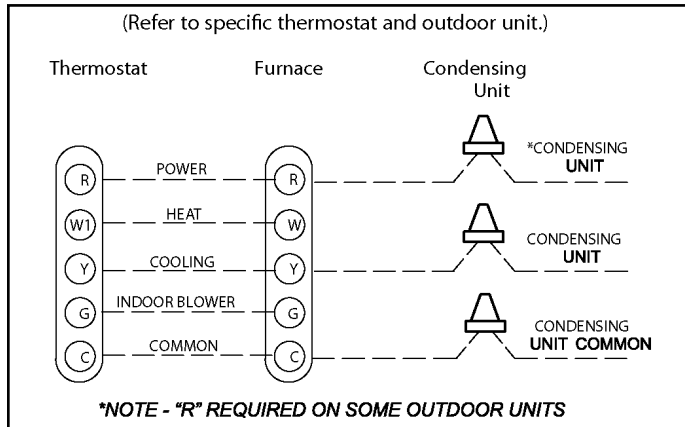 (Refer to specific thermostat and outdoor unit.)
Thermostat Furnace Condensing
Unit
R POWER R *CONDENSING
UNIT
W1 HEAT W
Y COOLING Y CONDENSING
UNIT
G INDOOR BLOWER G
C COMMON C CONDENSING
UNIT COMMON
*NOTE - "R" REQUIRED ON SOME OUTDOOR UNITS